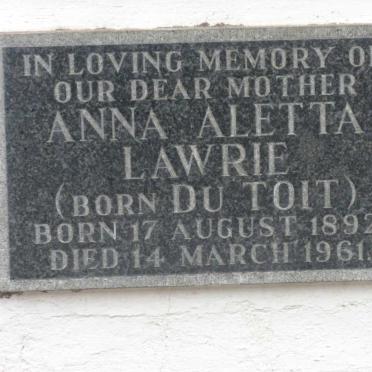 IN LOVING MEMORY OF
OUR DEAR MOTHER
ANNA ALETTA
LAWRIE
(BORN DU TOIT)
BORN 17 AUGUST 1892
DIED 14 MARCH 1961.